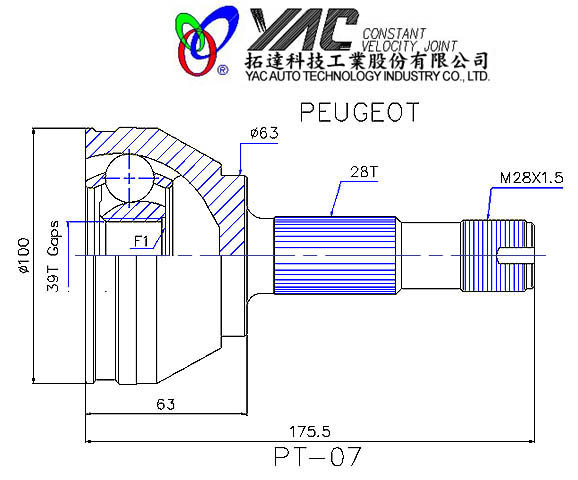 YAC CONSTANT
VELOCITY JOINT
拓達科技工業股份有限公司
®
YAC AUTO TECHNOLOGY INDUSTRY CO., LTD.
PEUGEOT
ø63
28T
M28X1.5
F1
ø100
39T Gaps
63
175.5
PT-07